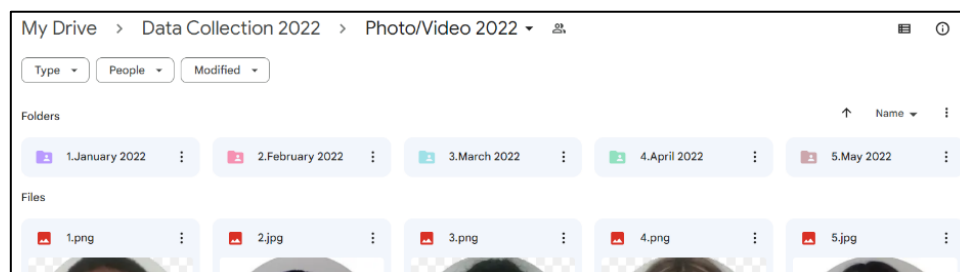 My Drive > Data Collection 2022 > Photo/Video 2022
Type People Modified
Folders Name
1.January 2022 2.February 2022 3.March 2022 4.April 2022 5.May 2022
Files
1.png 2.jpg 3.png 4.png 5.jpg